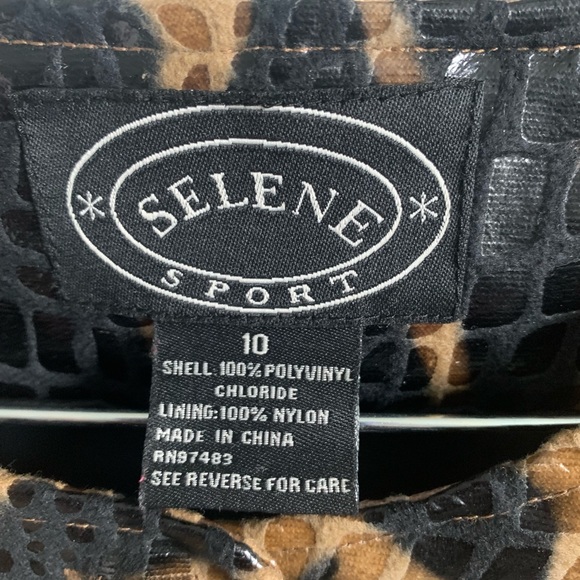 SELENE
SPORT
10
SHELL: 100% POLYVINYL
CHLORIDE
LINING: 100% NYLON
MADE IN CHINA
RN97483
SEE REVERSE FOR CARE